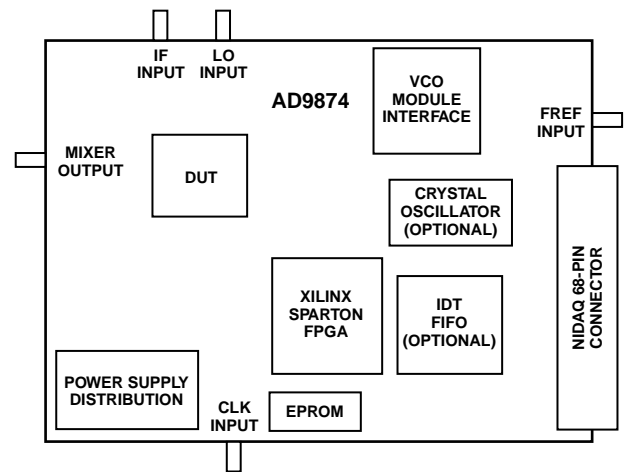 IF
INPUT
LO
INPUT
AD9874
VCO
MODULE
INTERFACE
FREF
INPUT
MIXER
OUTPUT
DUT
CRYSTAL
OSCILLATOR
(OPTIONAL)
NIDAQ 68-PIN
CONNECTOR
XILINX
SPARTON
FPGA
IDT
FIFO
(OPTIONAL)
POWER SUPPLY
DISTRIBUTION
CLK
INPUT
EPROM